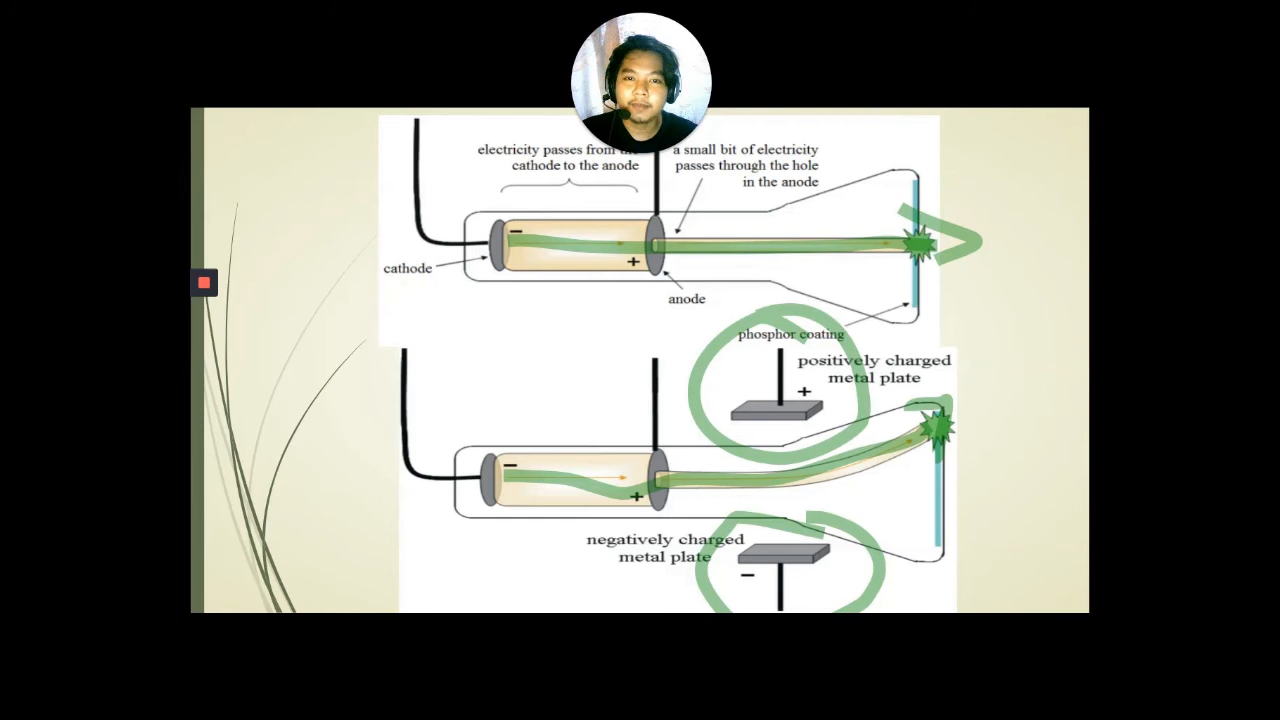 electricity passes from the
cathode to the anode
a small bit of electricity
passes through the hole
in the anode
−
+
cathode
anode
phosphor coating
positively charged
metal plate
+
−
+
negatively charged
metal plate
−